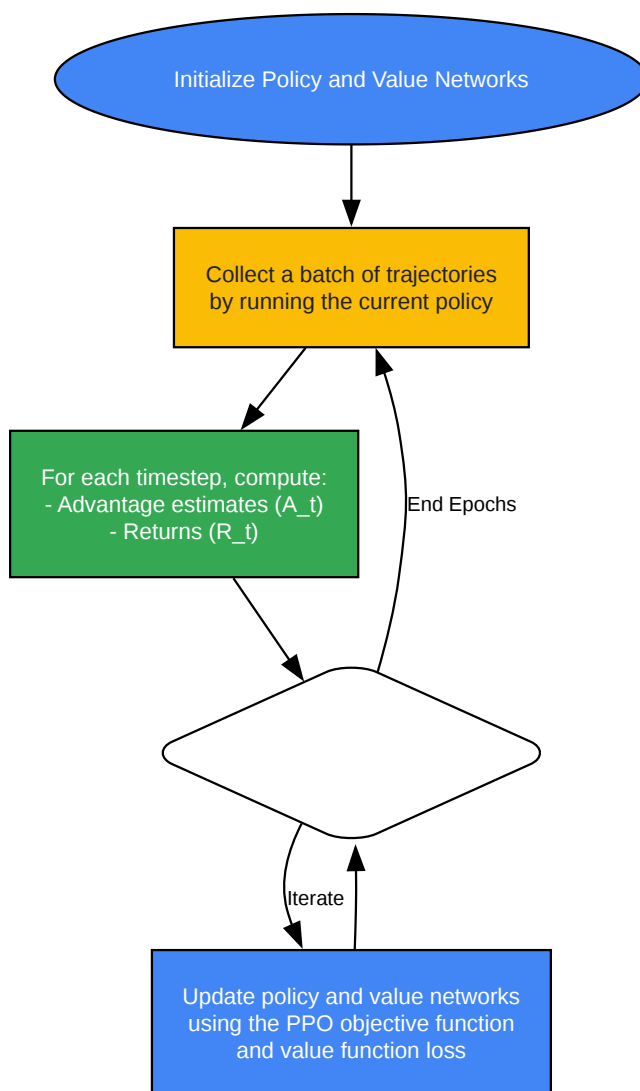 Initialize Policy and Value Networks
Collect a batch of trajectories
by running the current policy
For each timestep, compute:
- Advantage estimates (A_t)
- Returns (R_t)
End Epochs
Iterate
Update policy and value networks
using the PPO objective function
and value function loss